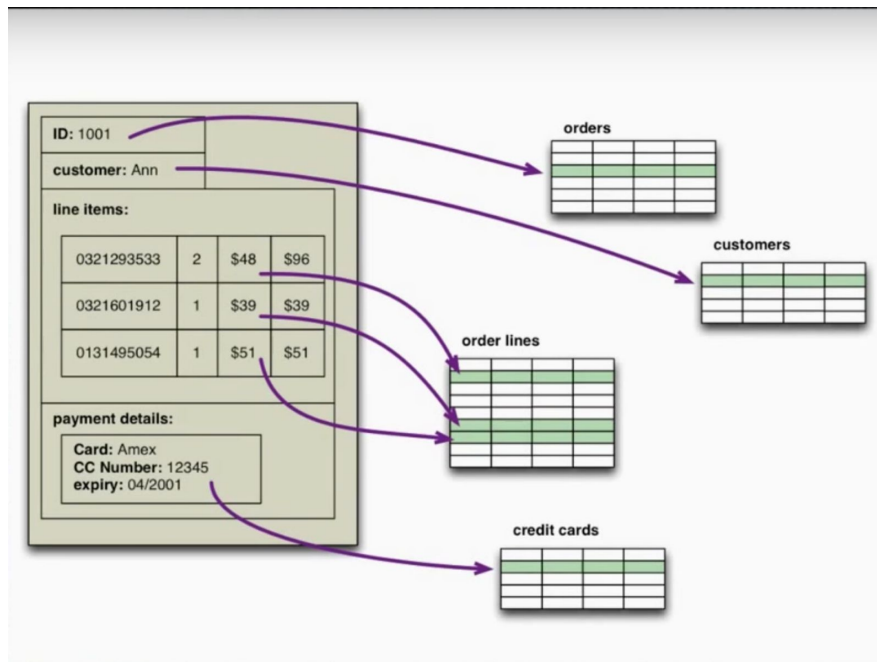 ID: 1001
customer: Ann
line items:
0321293533 2 $48 $96
0321601912 1 $39 $39
0131495054 1 $51 $51
payment details:
Card: Amex
CC Number: 12345
expiry: 04/2001
orders
customers
order lines
credit cards